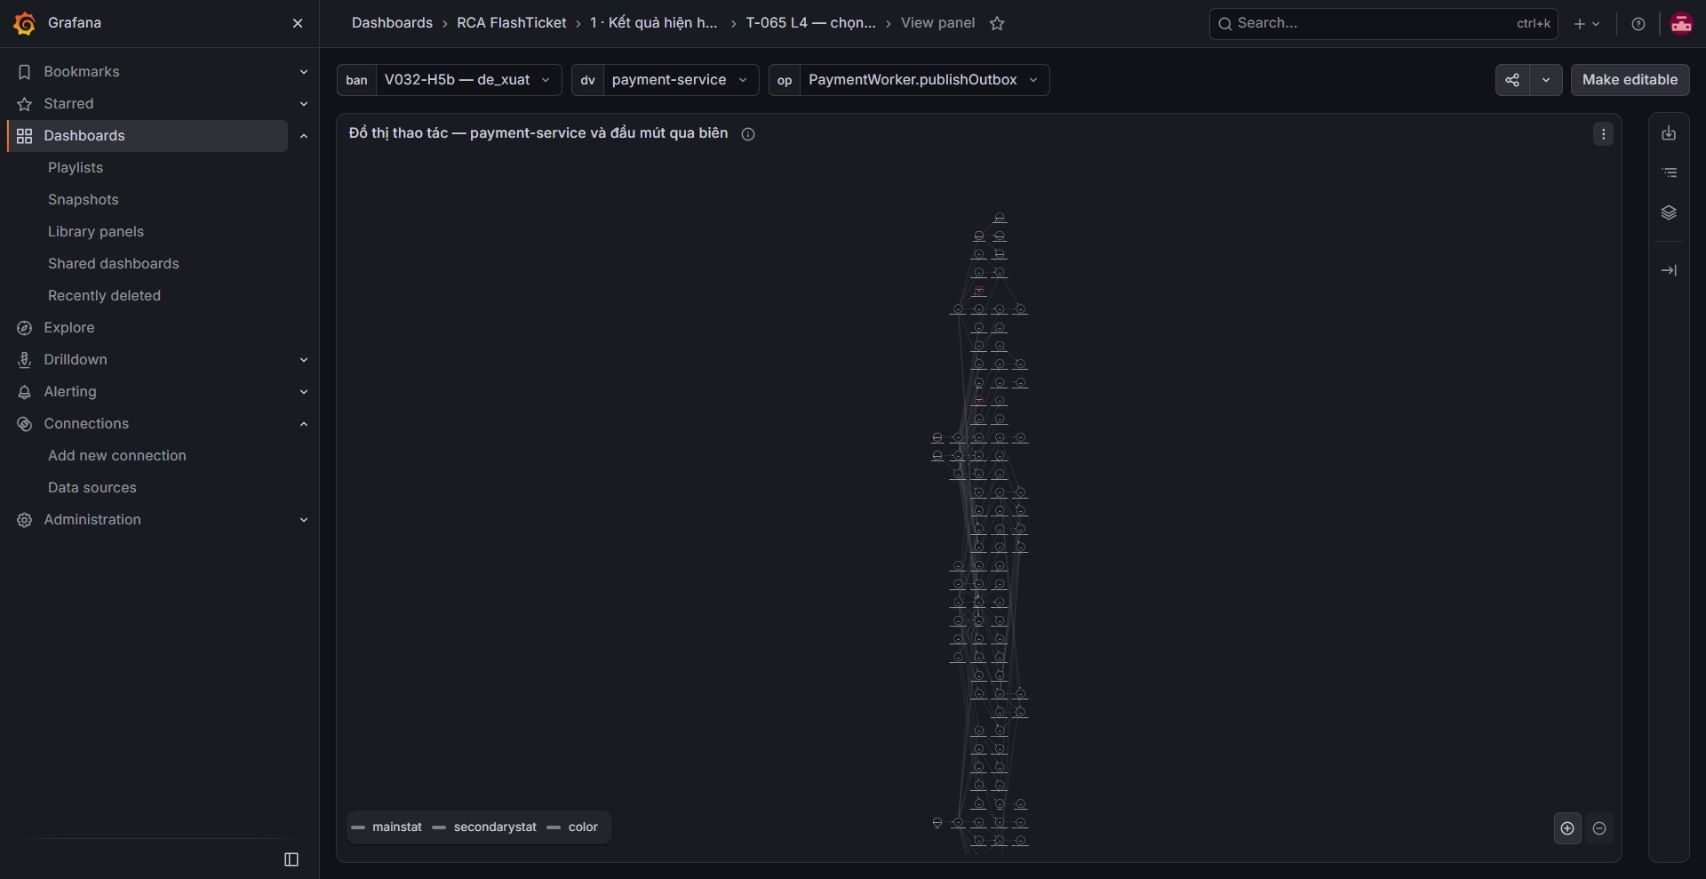 Grafana
Dashboards › RCA FlashTicket › 1 · Kết quả hiện h... › T-065 L4 — chọn... › View panel
Search...
ctrl+k
Bookmarks
Starred
Dashboards
Playlists
Snapshots
Library panels
Shared dashboards
Recently deleted
Explore
Drilldown
Alerting
Connections
Add new connection
Data sources
Administration
ban V032-H5b — de_xuat
dv payment-service
op PaymentWorker.publishOutbox
Make editable
Đồ thị thao tác — payment-service và đầu mút qua biên
mainstat secondarystat color